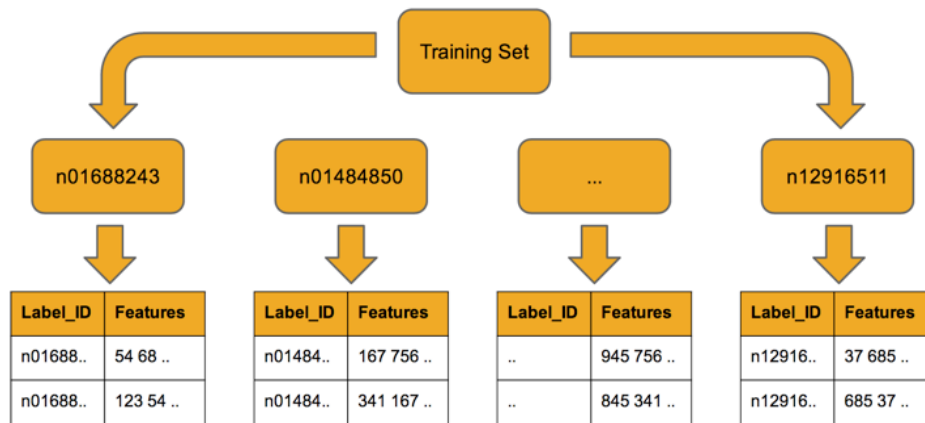 Training Set
n01688243 n01484850 ... n12916511
Label_ID Features Label_ID Features Label_ID Features Label_ID Features
n01688.. 54 68 .. n01484.. 167 756 .. .. 945 756 .. n12916.. 37 685 ..
n01688.. 123 54 .. n01484.. 341 167 .. .. 845 341 .. n12916.. 685 37 ..